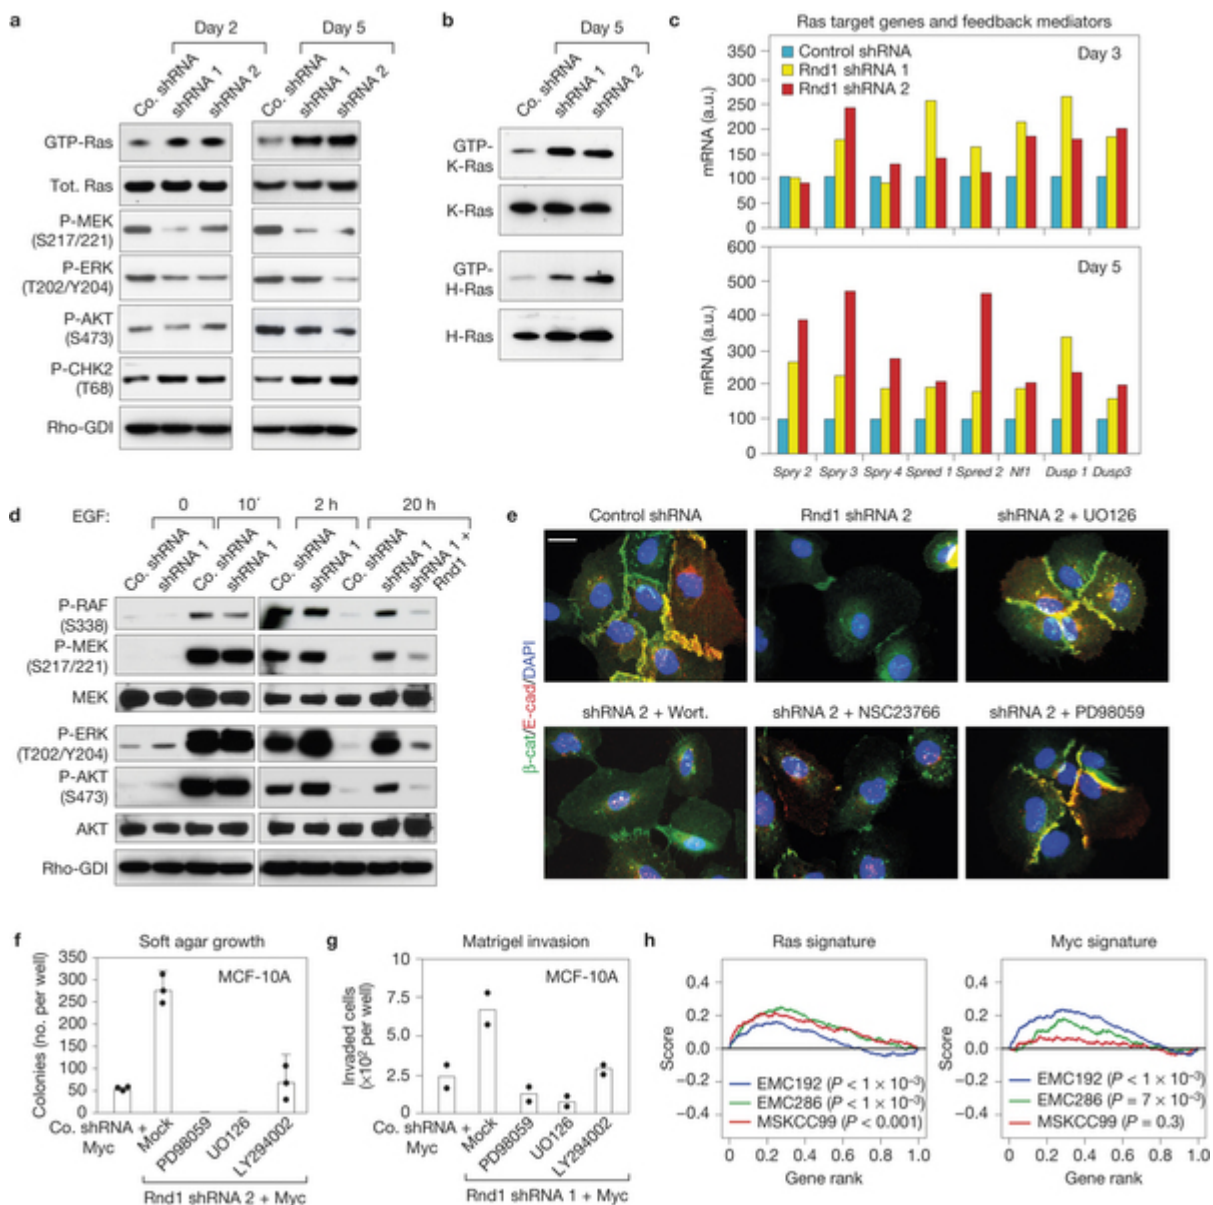 a
Day 2
Day 5
Co. shRNA
shRNA 1
shRNA 2
Co. shRNA
shRNA 1
shRNA 2
GTP-Ras
Tot. Ras
P-MEK
(S217/221)
P-ERK
(T202/Y204)
P-AKT
(S473)
P-CHK2
(T68)
Rho-GDI
b
Day 5
Co. shRNA
shRNA 1
shRNA 2
GTP-
K-Ras
K-Ras
GTP-
H-Ras
H-Ras
c
Ras target genes and feedback mediators
Control shRNA
Rnd1 shRNA 1
Rnd1 shRNA 2
Day 3
mRNA (a.u.)
350
300
250
200
150
100
50
0
Day 5
mRNA (a.u.)
600
500
400
300
200
100
0
Spry 2
Spry 3
Spry 4
Spred 1
Spred 2
Nf1
Dusp 1
Dusp3
d
EGF:
0
10´
2 h
20 h
Co. shRNA
shRNA 1
Co. shRNA
shRNA 1
Co. shRNA
shRNA 1
Co. shRNA
shRNA 1
shRNA 1 +
Rnd1
P-RAF
(S338)
P-MEK
(S217/221)
MEK
P-ERK
(T202/Y204)
P-AKT
(S473)
AKT
Rho-GDI
e
Control shRNA
Rnd1 shRNA 2
shRNA 2 + UO126
shRNA 2 + Wort.
shRNA 2 + NSC23766
shRNA 2 + PD98059
β-cat/E-cad/DAPI
f
Soft agar growth
MCF-10A
Colonies (no. per well)
350
300
250
200
150
100
50
0
Co. shRNA +
Myc
Mock
PD98059
UO126
LY294002
Rnd1 shRNA 2 + Myc
g
Matrigel invasion
MCF-10A
Invaded cells
(×10² per well)
10
7.5
5.0
2.5
0
Co. shRNA +
Myc
Mock
PD98059
UO126
LY294002
Rnd1 shRNA 1 + Myc
h
Ras signature
Score
0.4
0.2
0.0
−0.2
−0.4
EMC192 (P < 1 × 10⁻³)
EMC286 (P < 1 × 10⁻³)
MSKCC99 (P < 0.001)
0 0.2 0.4 0.6 0.8 1.0
Gene rank
Myc signature
Score
0.4
0.2
0.0
−0.2
−0.4
EMC192 (P < 1 × 10⁻³)
EMC286 (P = 7 × 10⁻³)
MSKCC99 (P = 0.3)
0 0.2 0.4 0.6 0.8 1.0
Gene rank